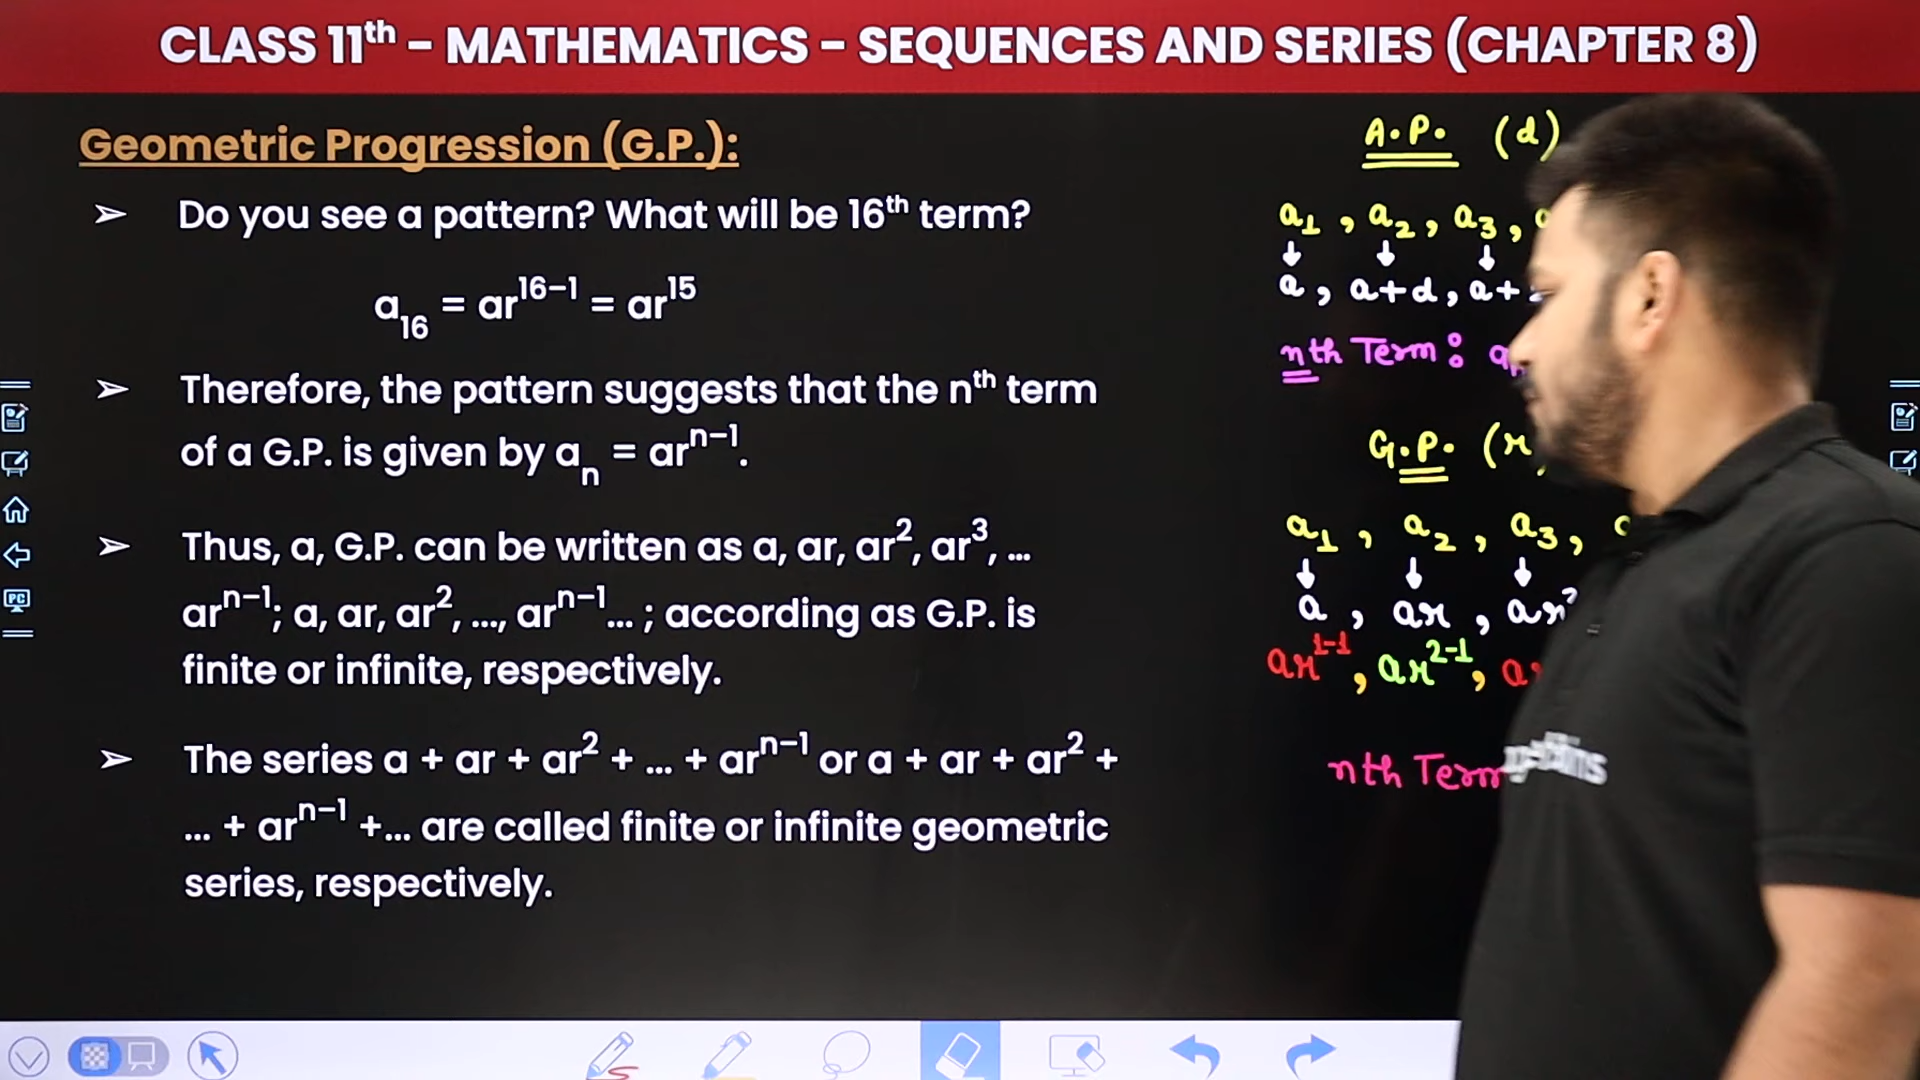 CLASS 11th – MATHEMATICS – SEQUENCES AND SERIES (CHAPTER 8)
Geometric Progression (G.P.):
➢ Do you see a pattern? What will be 16th term?
a₁₆ = ar¹⁶⁻¹ = ar¹⁵
➢ Therefore, the pattern suggests that the nth term
of a G.P. is given by aₙ = arⁿ⁻¹.
➢ Thus, a, G.P. can be written as a, ar, ar², ar³, ...
arⁿ⁻¹; a, ar, ar², ..., arⁿ⁻¹... ; according as G.P. is
finite or infinite, respectively.
➢ The series a + ar + ar² + ... + arⁿ⁻¹ or a + ar + ar² +
... + arⁿ⁻¹ +... are called finite or infinite geometric
series, respectively.
A.P. (d)
a₁, a₂, a₃,
↓ ↓ ↓
a, a+d, a+
nth Term:
G.P. (r
a₁, a₂, a₃,
↓ ↓ ↓
a, ar, ar²
ar¹⁻¹, ar²⁻¹,
nth Term
PC